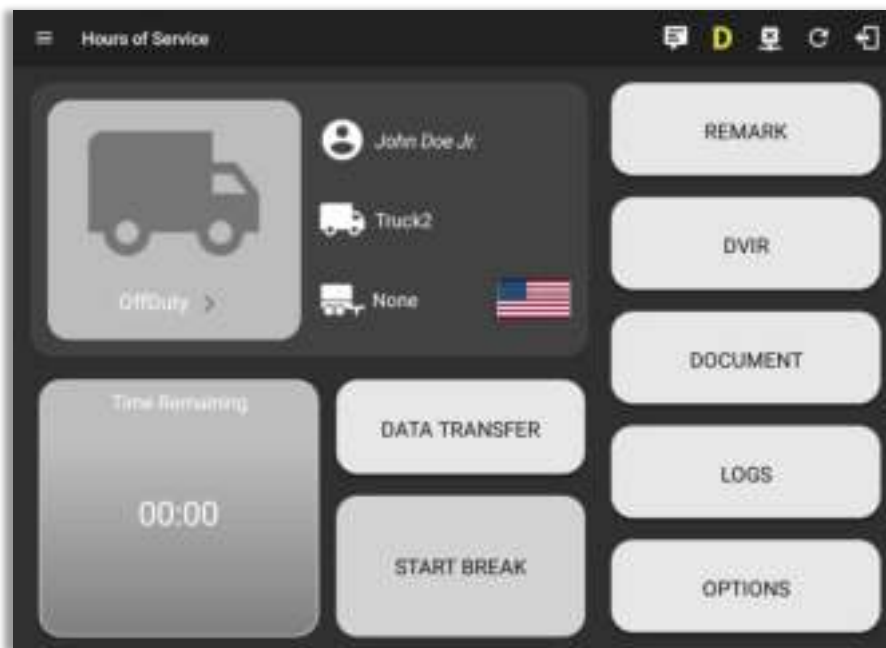 Hours of Service
D
John Doe Jr.
Truck2
None
OffDuty >
REMARK
DVIR
DOCUMENT
LOGS
OPTIONS
Time Remaining
00:00
DATA TRANSFER
START BREAK